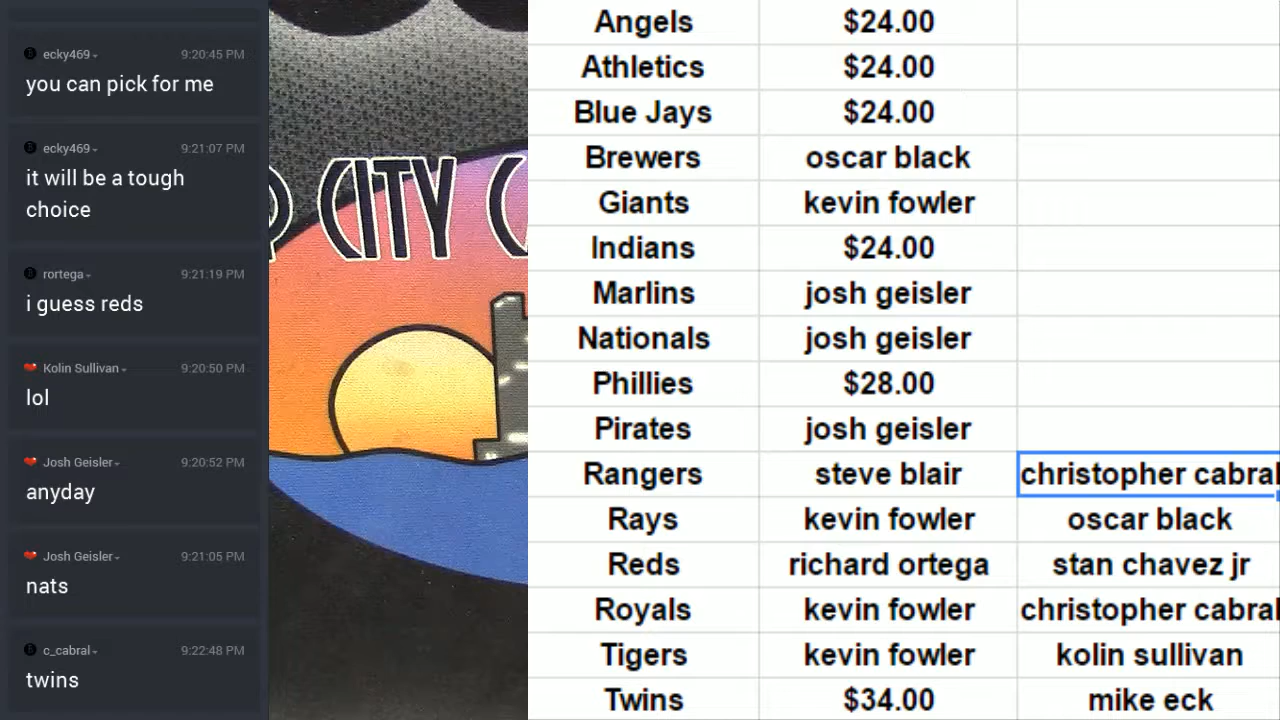 ecky469 9:20:45 PM
you can pick for me
ecky469 9:21:07 PM
it will be a tough
choice
rortega 9:21:19 PM
i guess reds
Kolin Sullivan 9:20:50 PM
lol
Josh Geisler 9:20:52 PM
anyday
Josh Geisler 9:21:05 PM
nats
c_cabral 9:22:48 PM
twins
CITY
Angels $24.00
Athletics $24.00
Blue Jays $24.00
Brewers oscar black
Giants kevin fowler
Indians $24.00
Marlins josh geisler
Nationals josh geisler
Phillies $28.00
Pirates josh geisler
Rangers steve blair christopher cabral
Rays kevin fowler oscar black
Reds richard ortega stan chavez jr
Royals kevin fowler christopher cabral
Tigers kevin fowler kolin sullivan
Twins $34.00 mike eck